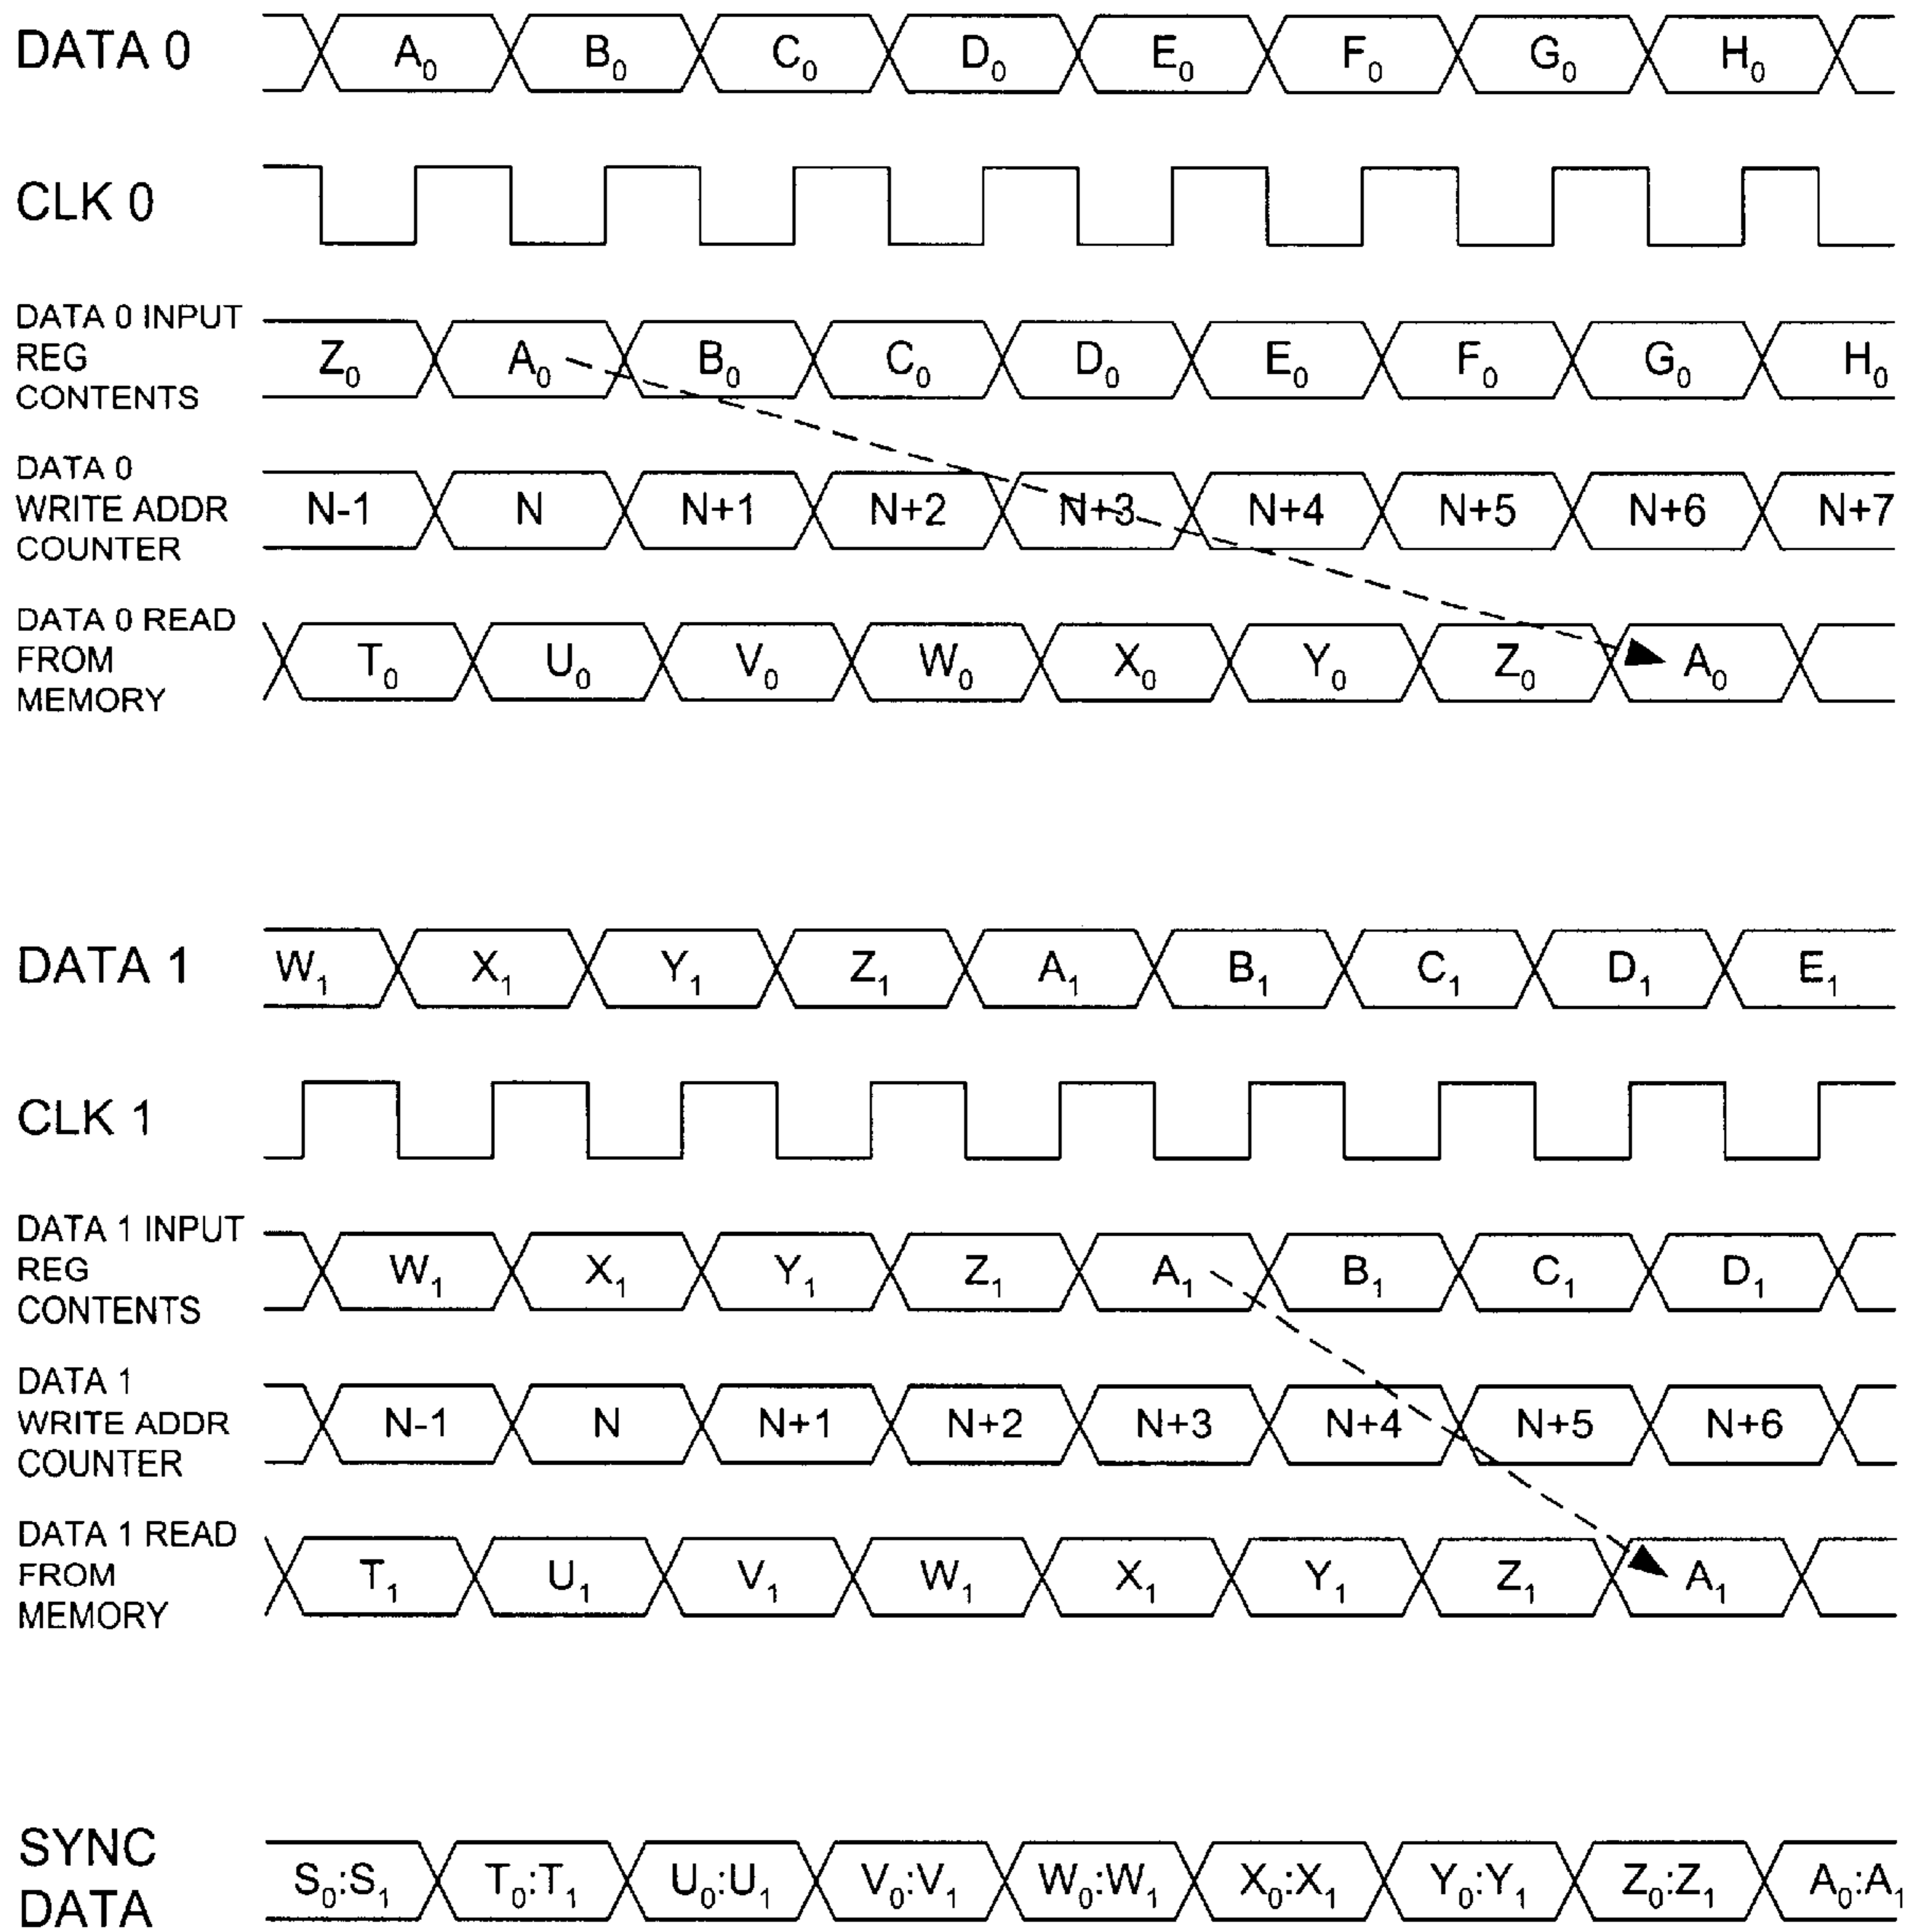 DATA 0 A₀ B₀ C₀ D₀ E₀ F₀ G₀ H₀
CLK 0
DATA 0 INPUT
REG
CONTENTS
Z₀ A₀ B₀ C₀ D₀ E₀ F₀ G₀ H₀
DATA 0
WRITE ADDR
COUNTER
N-1 N N+1 N+2 N+3 N+4 N+5 N+6 N+7
DATA 0 READ
FROM
MEMORY
T₀ U₀ V₀ W₀ X₀ Y₀ Z₀ A₀
DATA 1 W₁ X₁ Y₁ Z₁ A₁ B₁ C₁ D₁ E₁
CLK 1
DATA 1 INPUT
REG
CONTENTS
W₁ X₁ Y₁ Z₁ A₁ B₁ C₁ D₁
DATA 1
WRITE ADDR
COUNTER
N-1 N N+1 N+2 N+3 N+4 N+5 N+6
DATA 1 READ
FROM
MEMORY
T₁ U₁ V₁ W₁ X₁ Y₁ Z₁ A₁
SYNC
DATA
S₀:S₁ T₀:T₁ U₀:U₁ V₀:V₁ W₀:W₁ X₀:X₁ Y₀:Y₁ Z₀:Z₁ A₀:A₁